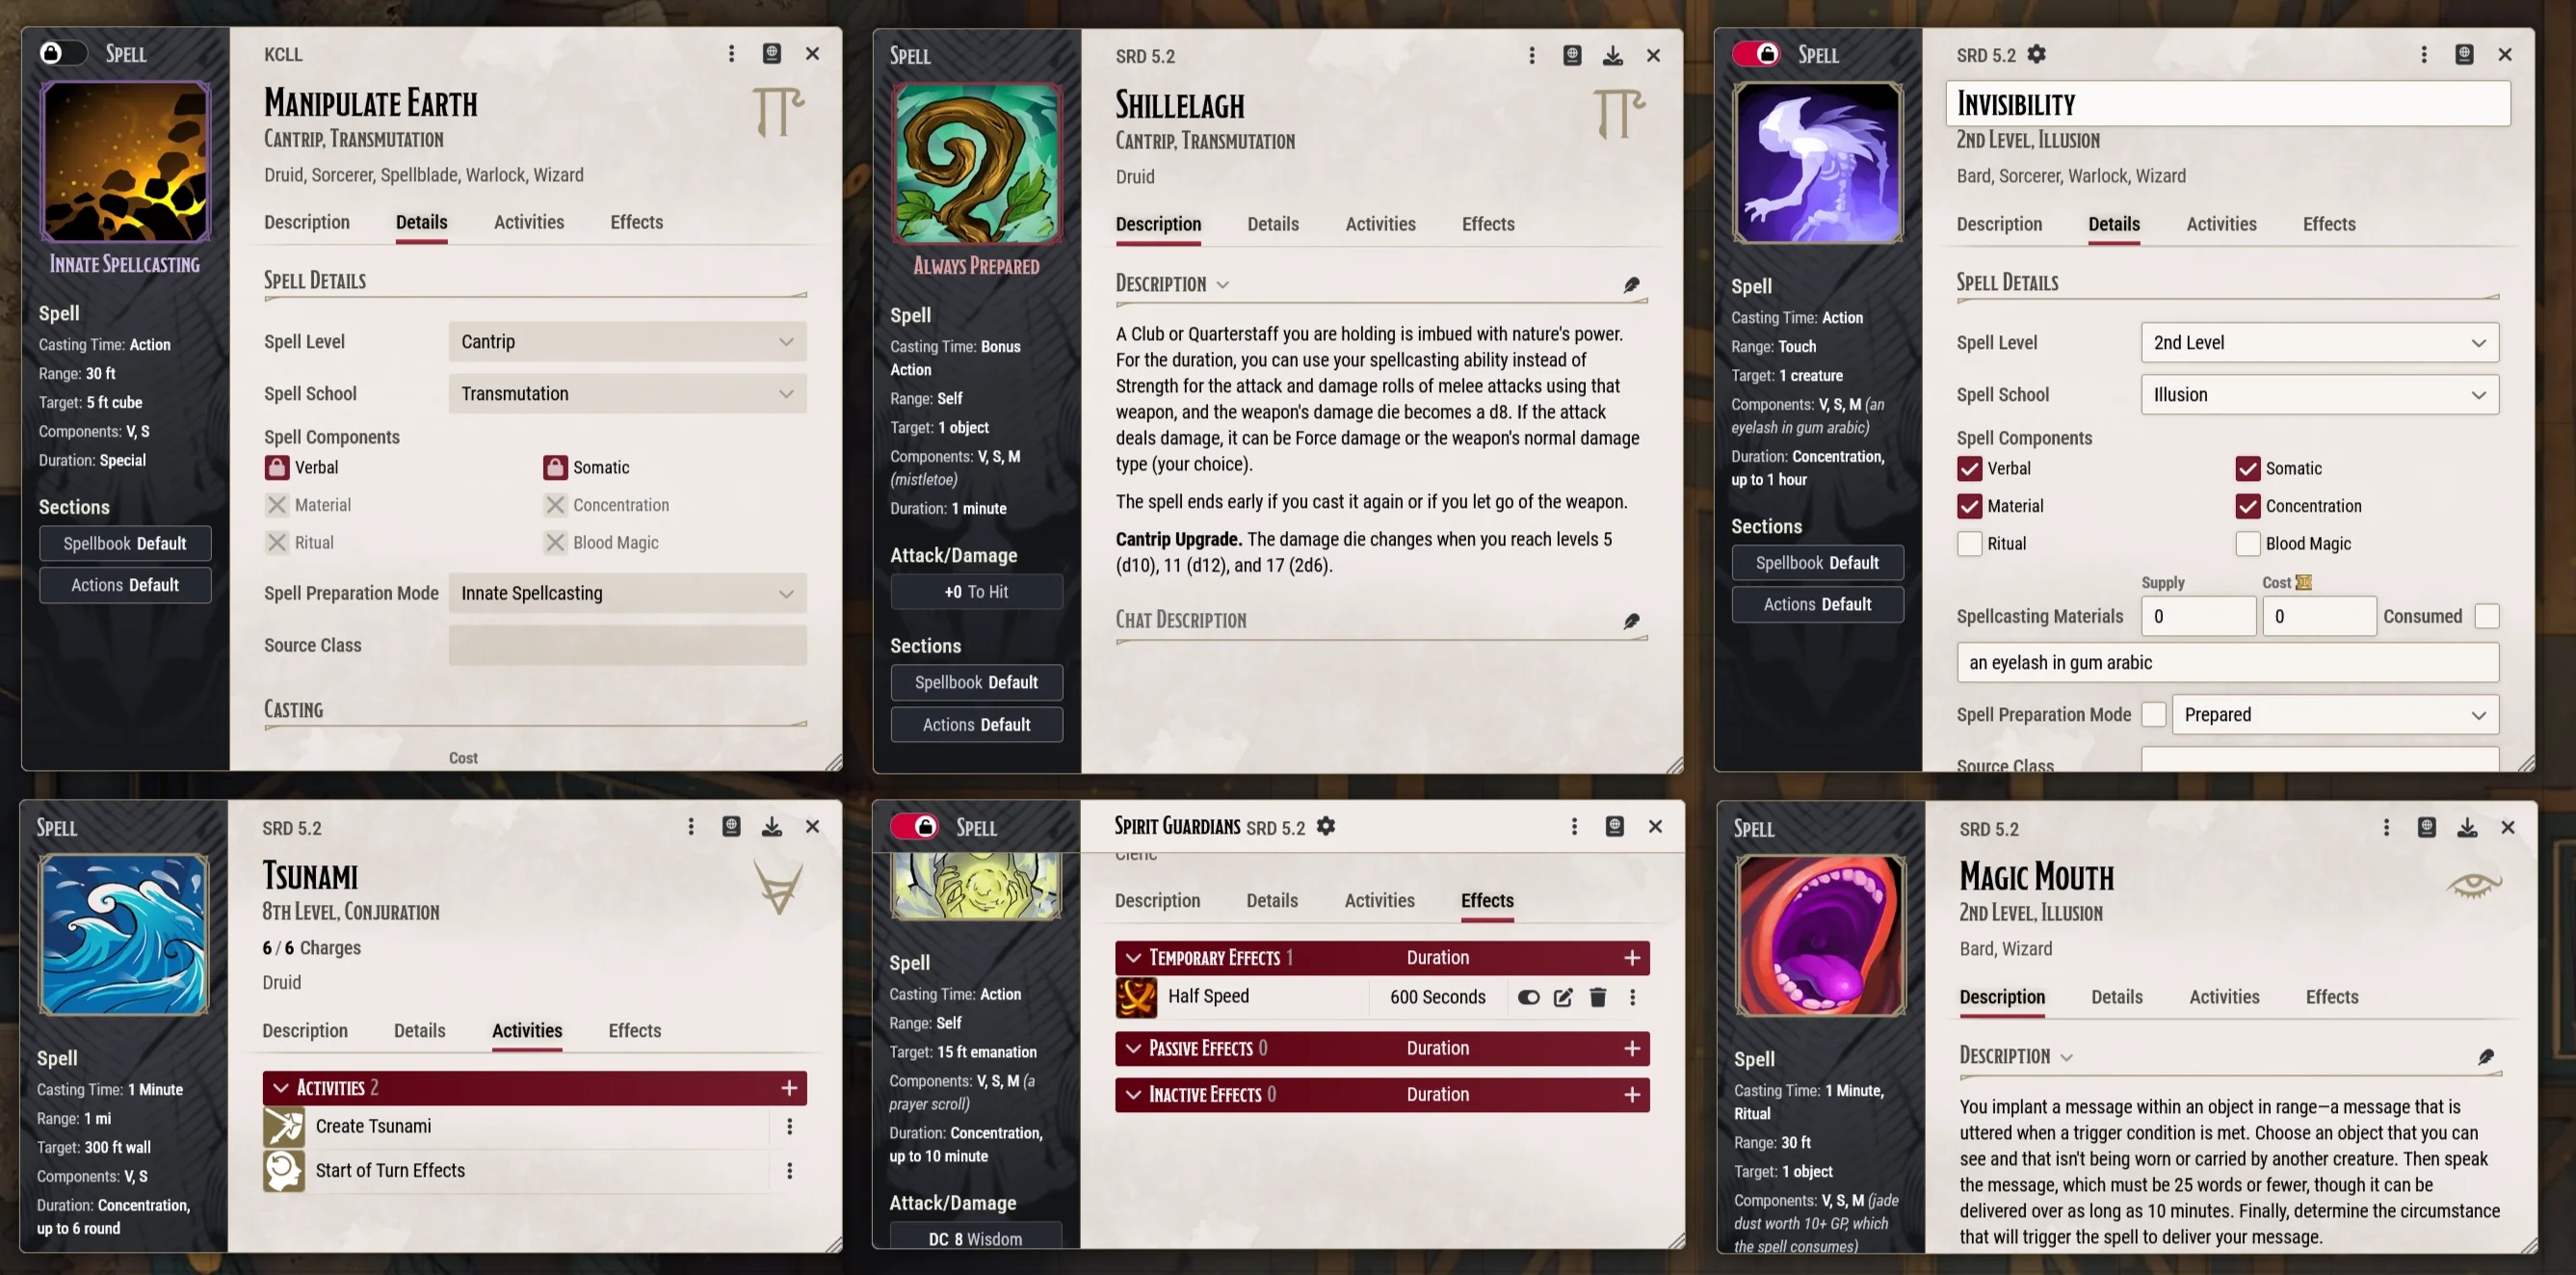 SPELL
KCLL
MANIPULATE EARTH
CANTRIP, TRANSMUTATION
Druid, Sorcerer, Spellblade, Warlock, Wizard
Description Details Activities Effects
INNATE SPELLCASTING
Spell
Casting Time: Action
Range: 30 ft
Target: 5 ft cube
Components: V, S
Duration: Special
Sections
Spellbook Default
Actions Default
SPELL DETAILS
Spell Level Cantrip
Spell School Transmutation
Spell Components
Verbal Somatic
Material Concentration
Ritual Blood Magic
Spell Preparation Mode Innate Spellcasting
Source Class
CASTING
Cost
SPELL
SRD 5.2
SHILLELAGH
CANTRIP, TRANSMUTATION
Druid
Description Details Activities Effects
ALWAYS PREPARED
Spell
Casting Time: Bonus
Action
Range: Self
Target: 1 object
Components: V, S, M
(mistletoe)
Duration: 1 minute
Attack/Damage
+0 To Hit
Sections
Spellbook Default
Actions Default
DESCRIPTION
A Club or Quarterstaff you are holding is imbued with nature's power.
For the duration, you can use your spellcasting ability instead of
Strength for the attack and damage rolls of melee attacks using that
weapon, and the weapon's damage die becomes a d8. If the attack
deals damage, it can be Force damage or the weapon's normal damage
type (your choice).
The spell ends early if you cast it again or if you let go of the weapon.
Cantrip Upgrade. The damage die changes when you reach levels 5
(d10), 11 (d12), and 17 (2d6).
CHAT DESCRIPTION
SPELL
SRD 5.2
INVISIBILITY
2ND LEVEL, ILLUSION
Bard, Sorcerer, Warlock, Wizard
Description Details Activities Effects
Spell
Casting Time: Action
Range: Touch
Target: 1 creature
Components: V, S, M (an
eyelash in gum arabic)
Duration: Concentration,
up to 1 hour
Sections
Spellbook Default
Actions Default
SPELL DETAILS
Spell Level 2nd Level
Spell School Illusion
Spell Components
Verbal Somatic
Material Concentration
Ritual Blood Magic
Supply Cost
Spellcasting Materials 0 0 Consumed
an eyelash in gum arabic
Spell Preparation Mode Prepared
Source Class
SPELL
SRD 5.2
TSUNAMI
8TH LEVEL, CONJURATION
6 / 6 Charges
Druid
Description Details Activities Effects
Spell
Casting Time: 1 Minute
Range: 1 mi
Target: 300 ft wall
Components: V, S
Duration: Concentration,
up to 6 round
ACTIVITIES 2
Create Tsunami
Start of Turn Effects
SPELL
SPIRIT GUARDIANS SRD 5.2
Cleric
Description Details Activities Effects
Spell
Casting Time: Action
Range: Self
Target: 15 ft emanation
Components: V, S, M (a
prayer scroll)
Duration: Concentration,
up to 10 minute
Attack/Damage
DC 8 Wisdom
TEMPORARY EFFECTS 1 Duration
Half Speed 600 Seconds
PASSIVE EFFECTS 0 Duration
INACTIVE EFFECTS 0 Duration
SPELL
SRD 5.2
MAGIC MOUTH
2ND LEVEL, ILLUSION
Bard, Wizard
Description Details Activities Effects
Spell
Casting Time: 1 Minute,
Ritual
Range: 30 ft
Target: 1 object
Components: V, S, M (jade
dust worth 10+ GP, which
the spell consumes)
DESCRIPTION
You implant a message within an object in range—a message that is
uttered when a trigger condition is met. Choose an object that you can
see and that isn't being worn or carried by another creature. Then speak
the message, which must be 25 words or fewer, though it can be
delivered over as long as 10 minutes. Finally, determine the circumstance
that will trigger the spell to deliver your message.